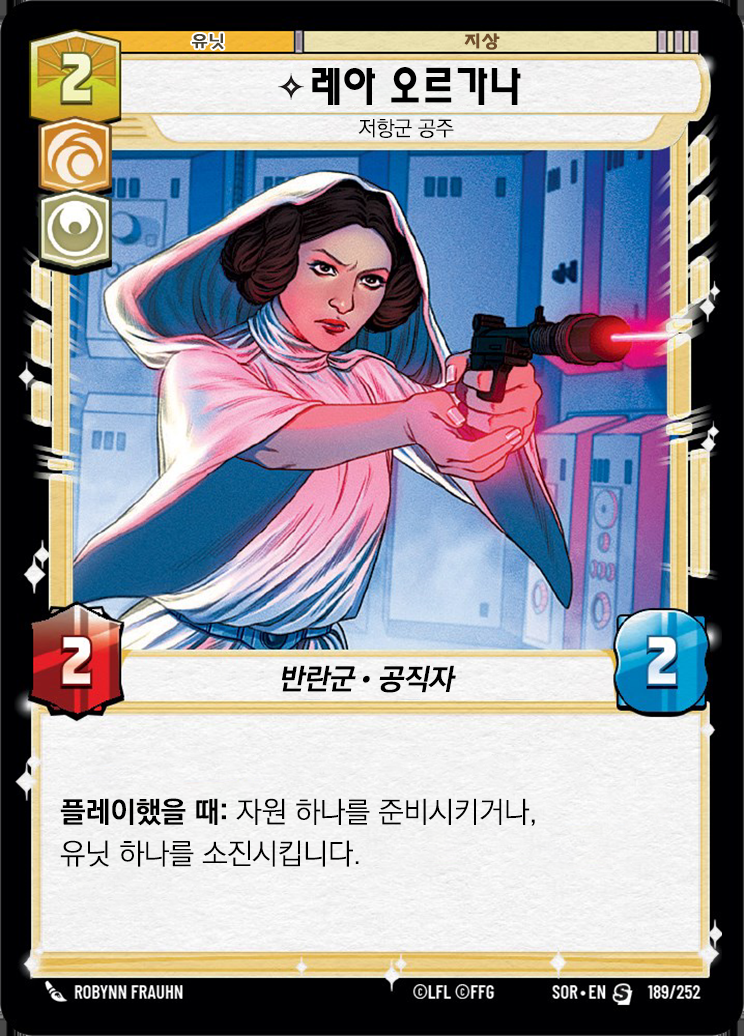 유닛
지상
2
✧레아 오르가나
저항군 공주
2
반란군 • 공직자
2
플레이했을 때: 자원 하나를 준비시키거나,
유닛 하나를 소진시킵니다.
ROBYNN FRAUHN
©LFL ©FFG
SOR • EN S 189/252